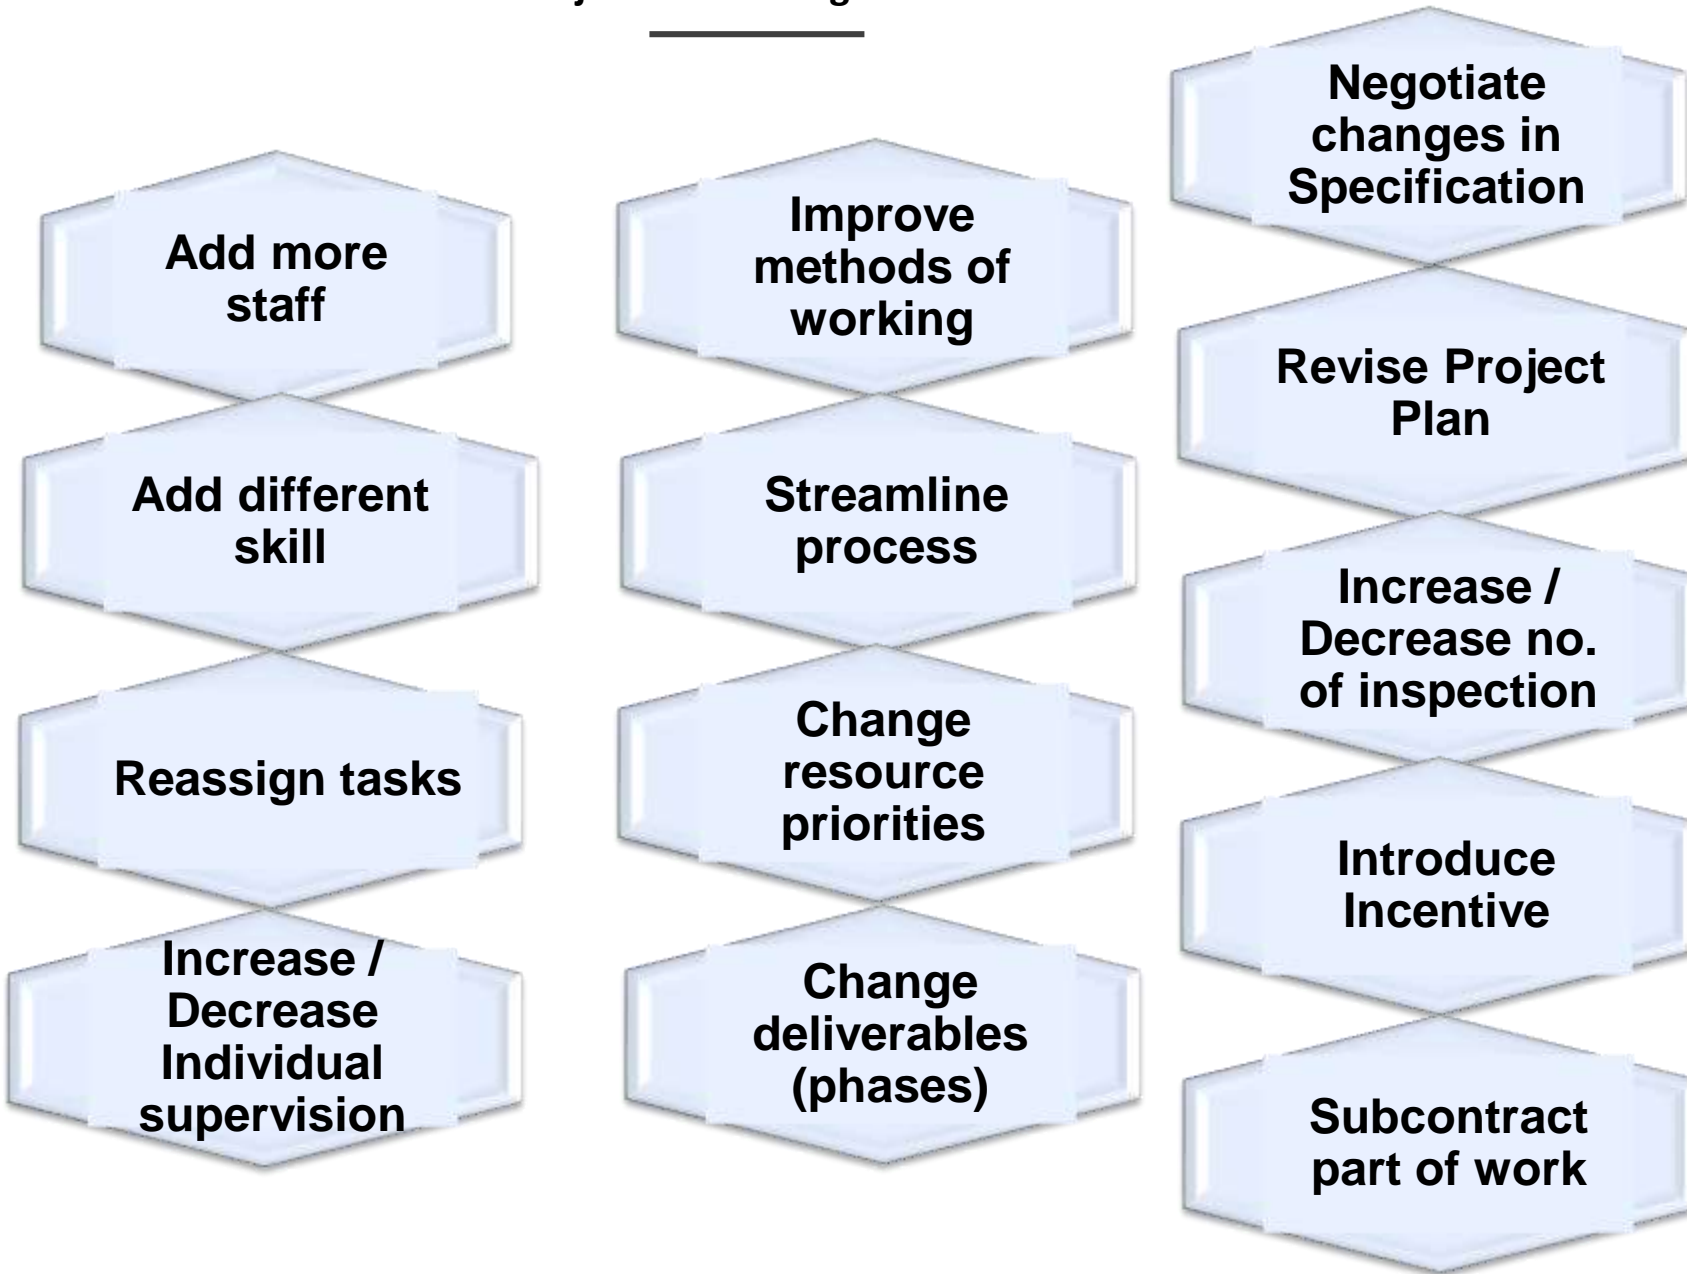 Add more
staff
Add different
skill
Reassign tasks
Increase /
Decrease
Individual
supervision
Improve
methods of
working
Streamline
process
Change
resource
priorities
Change
deliverables
(phases)
Negotiate
changes in
Specification
Revise Project
Plan
Increase /
Decrease no.
of inspection
Introduce
Incentive
Subcontract
part of work